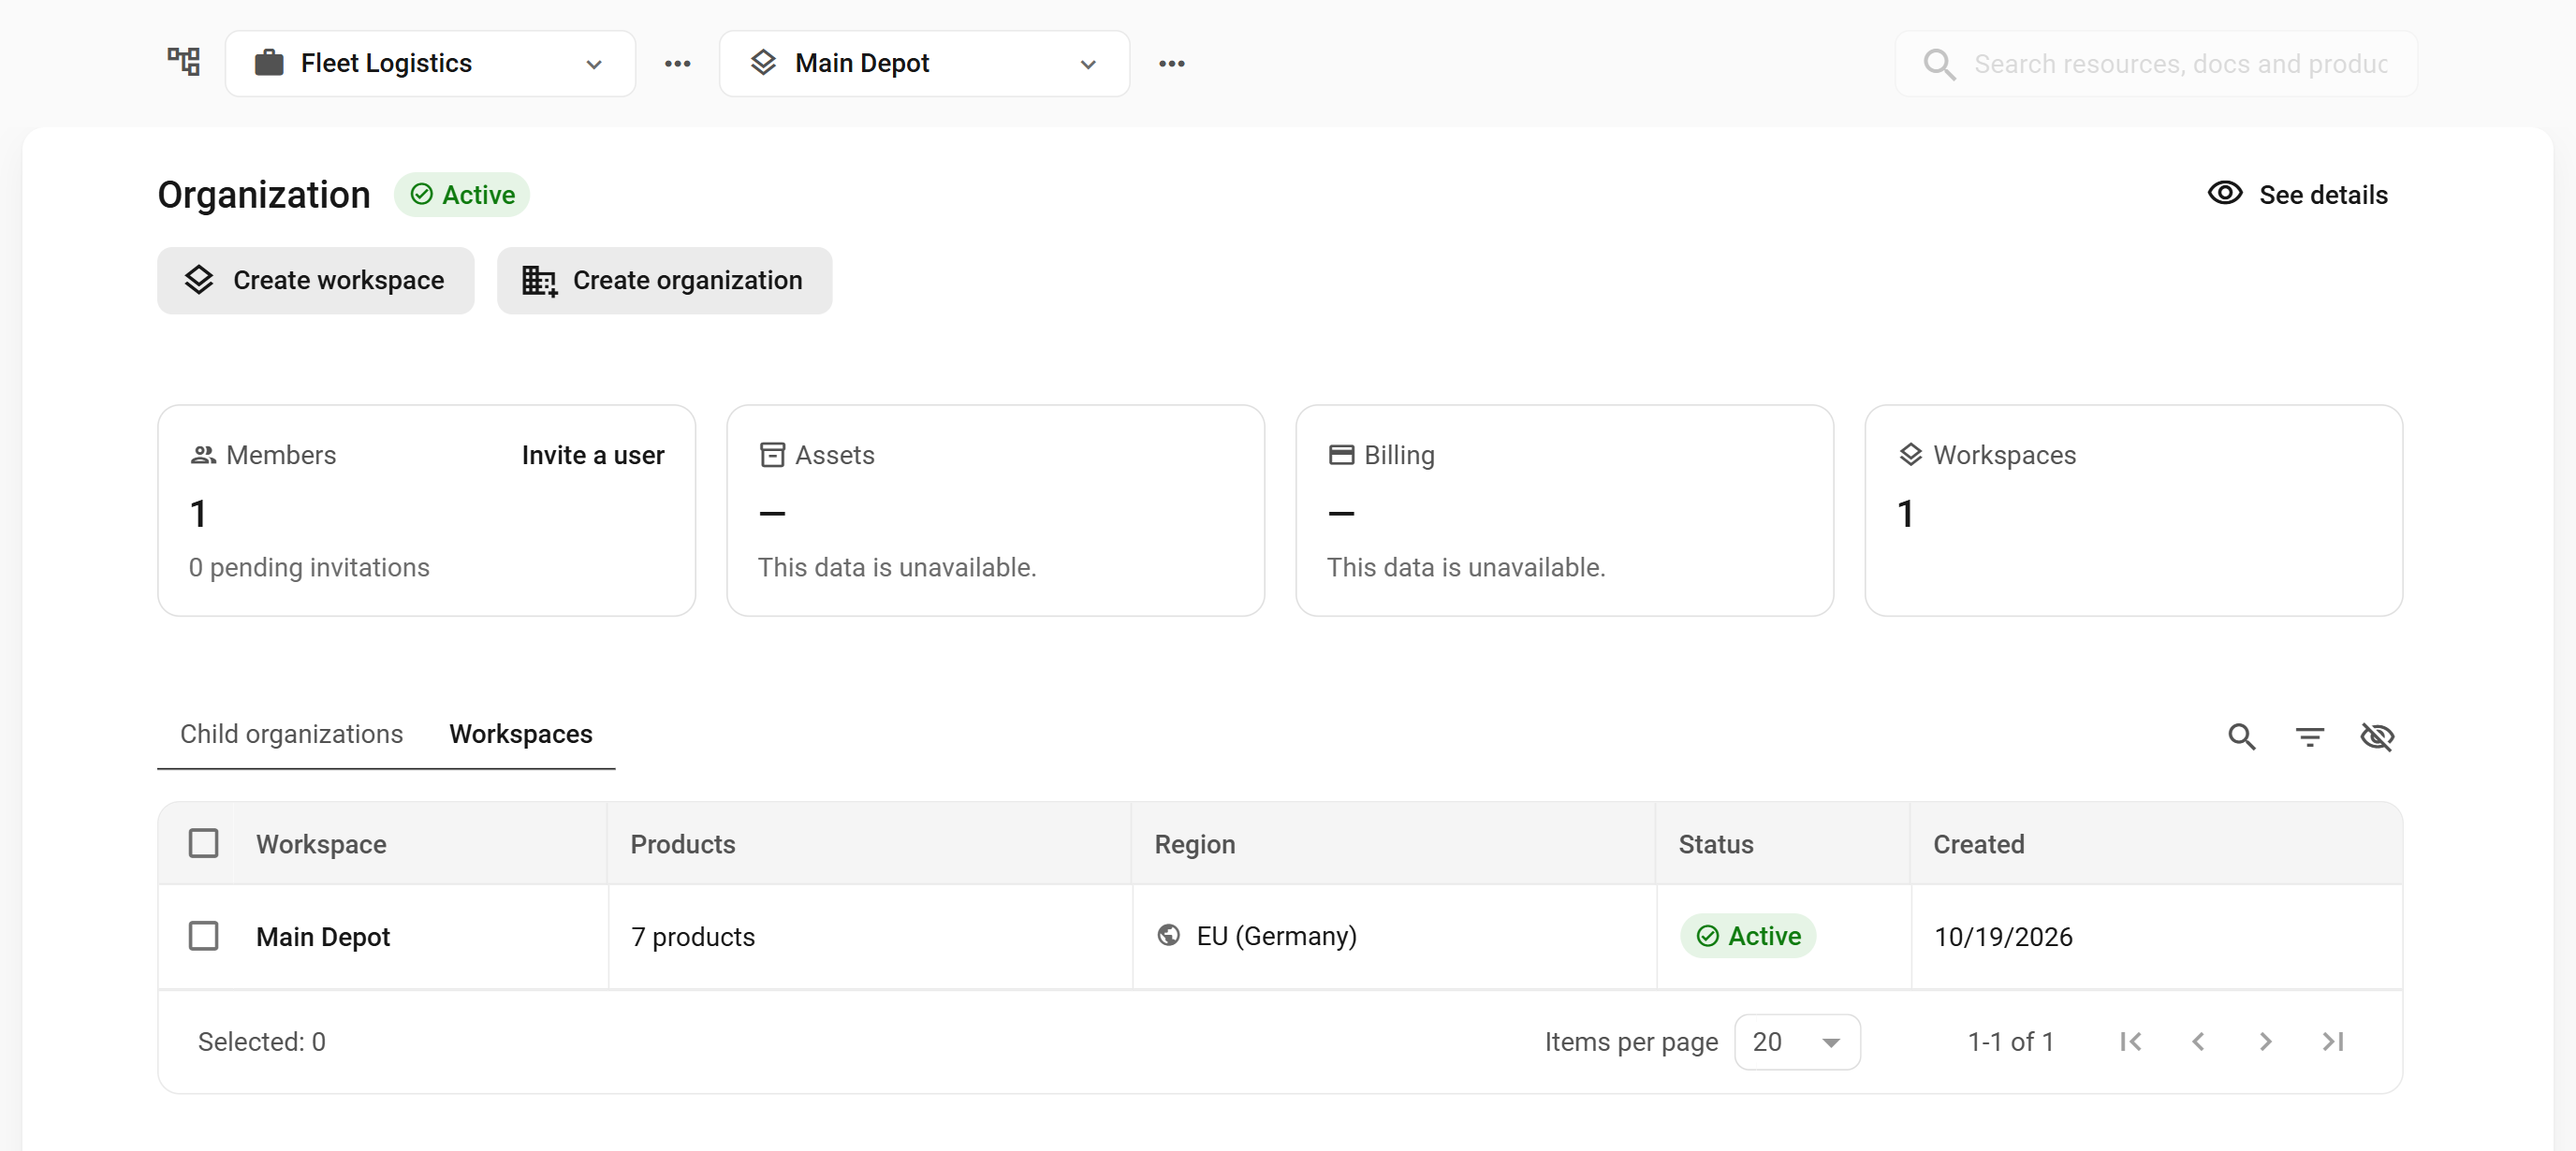 Fleet Logistics
Main Depot
Search resources, docs and produc
Organization
Active
See details
Create workspace
Create organization
Members
Invite a user
1
0 pending invitations
Assets
—
This data is unavailable.
Billing
—
This data is unavailable.
Workspaces
1
Child organizations
Workspaces
Workspace Products Region Status Created
Main Depot 7 products EU (Germany) Active 10/19/2026
Selected: 0
Items per page 20
1-1 of 1